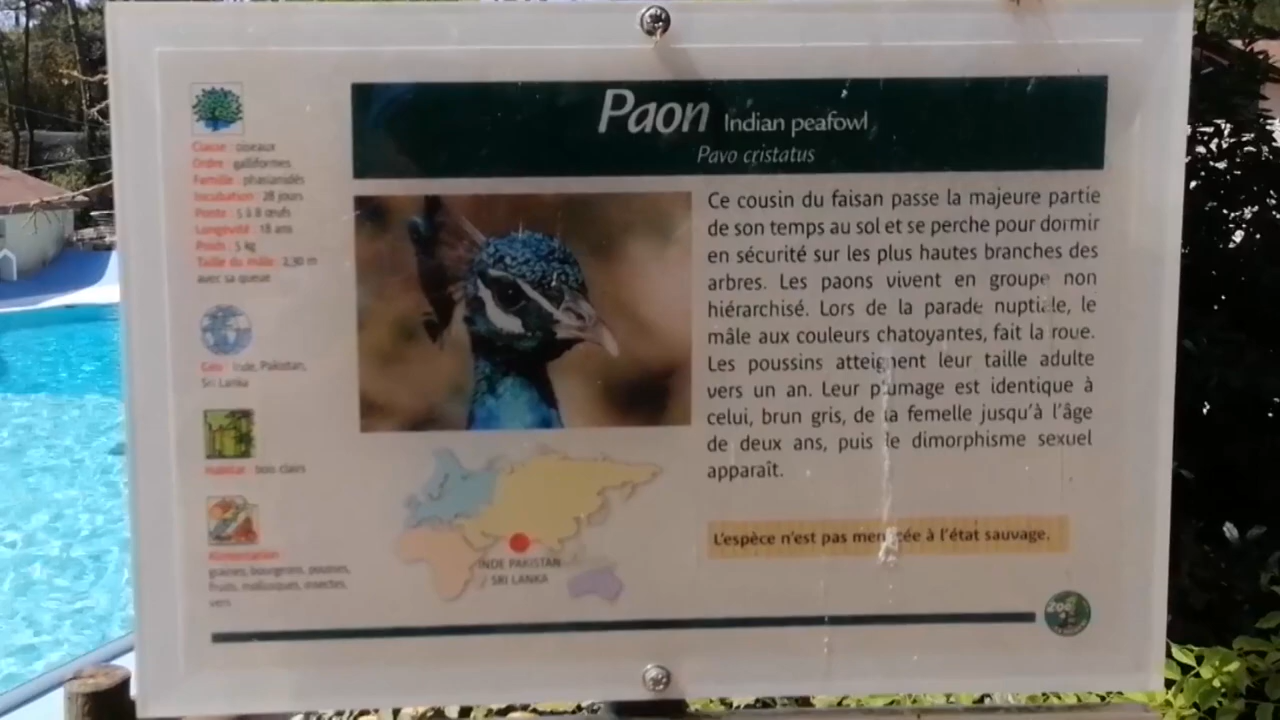 Paon Indian peafowl
Pavo cristatus
Classe : oiseaux
Ordre : galliformes
Famille : phasianidés
Incubation : 28 jours
Ponte : 5 à 8 œufs
Longévité : 18 ans
Poids : 5 kg
Taille du mâle : 2,30 m
avec sa queue
Géo : Inde, Pakistan,
Sri Lanka
Habitat : bois clairs
Alimentation
graines, bourgeons, pousses,
fruits, mollusques, insectes,
vers
Ce cousin du faisan passe la majeure partie
de son temps au sol et se perche pour dormir
en sécurité sur les plus hautes branches des
arbres. Les paons vivent en groupe non
hiérarchisé. Lors de la parade nuptiale, le
mâle aux couleurs chatoyantes, fait la roue.
Les poussins atteignent leur taille adulte
vers un an. Leur plumage est identique à
celui, brun gris, de la femelle jusqu'à l'âge
de deux ans, puis le dimorphisme sexuel
apparaît.
L'espèce n'est pas menacée à l'état sauvage.
INDE PAKISTAN
/ SRI LANKA
Zoo